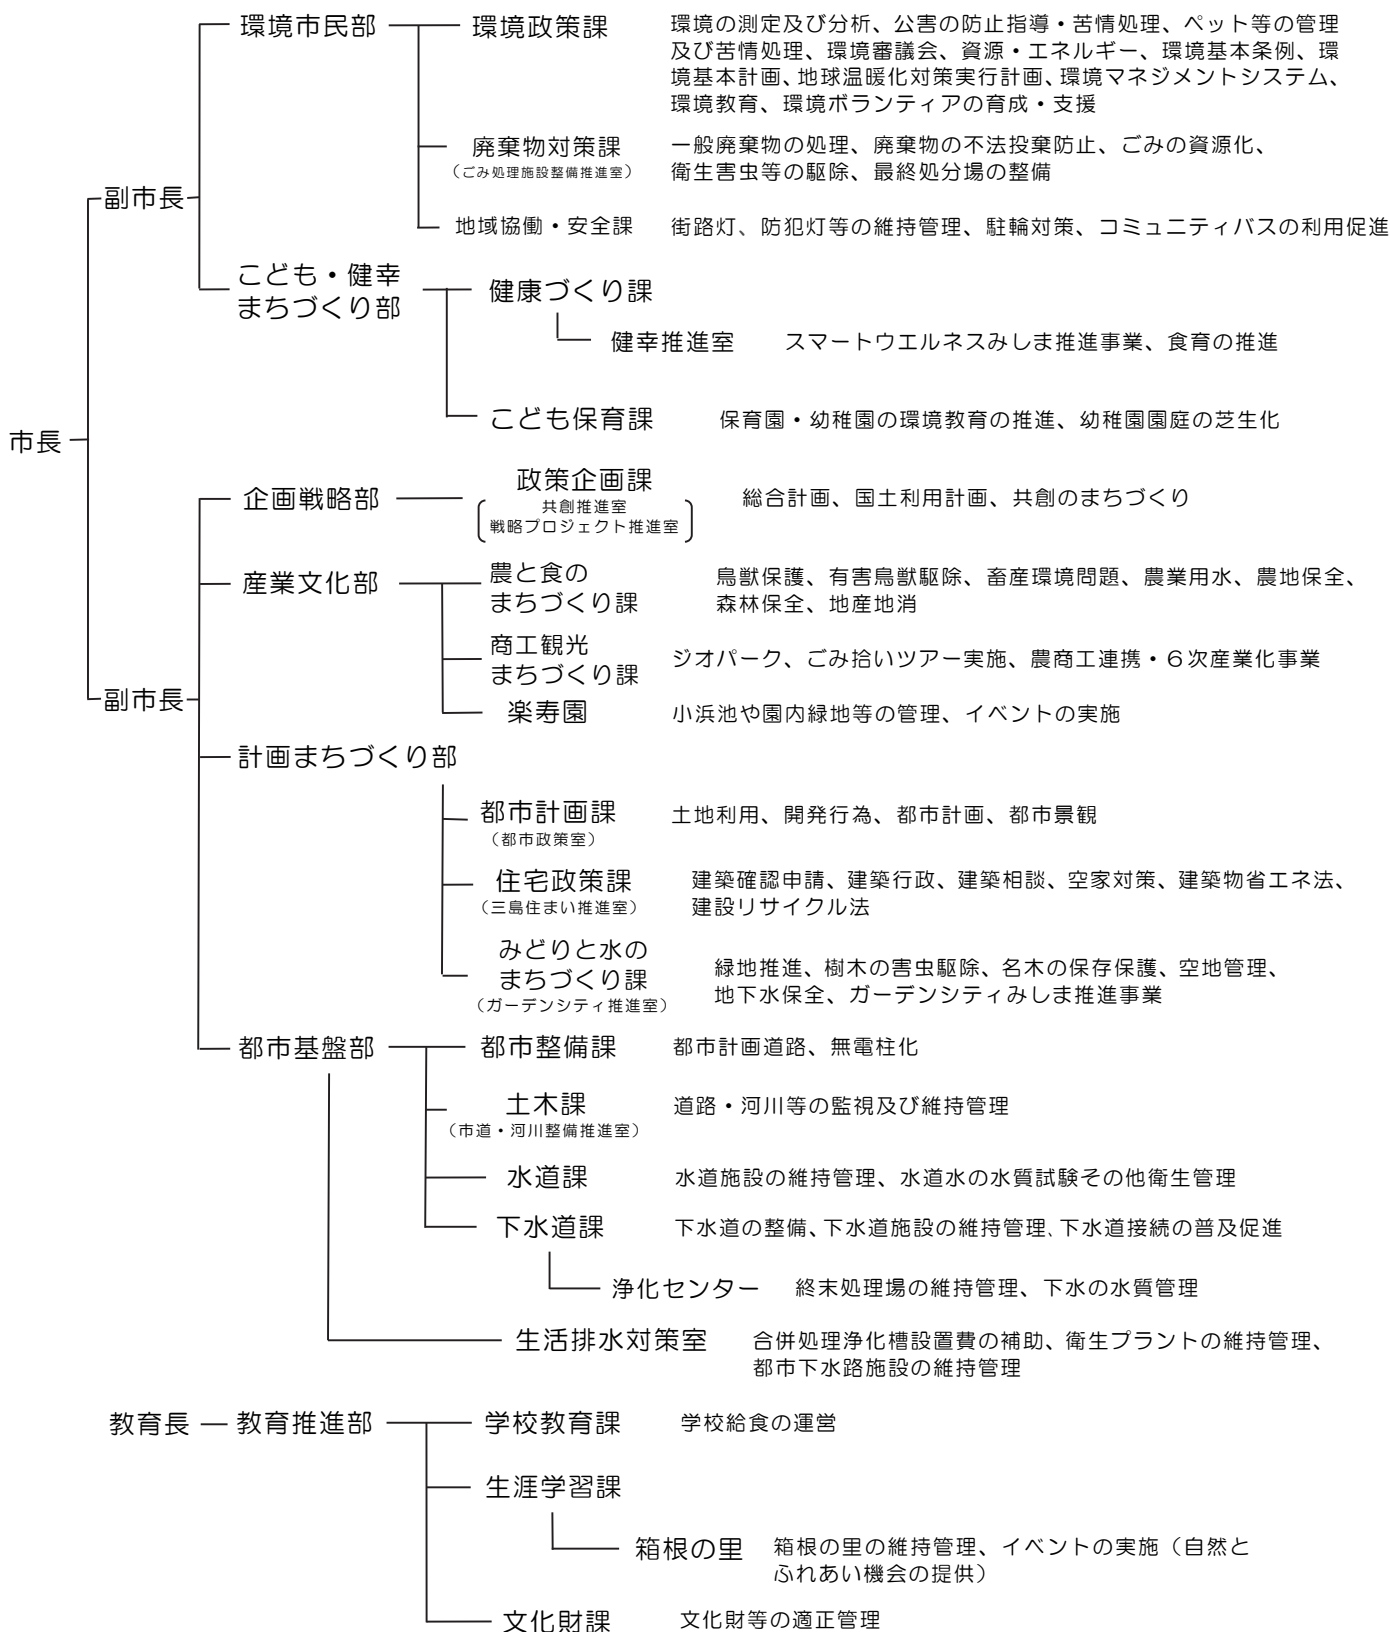 環境市民部
環境政策課
環境の測定及び分析、公害の防止指導・苦情処理、ペット等の管理
及び苦情処理、環境審議会、資源・エネルギー、環境基本条例、環
境基本計画、地球温暖化対策実行計画、環境マネジメントシステム、
環境教育、環境ボランティアの育成・支援
廃棄物対策課
（ごみ処理施設整備推進室）
一般廃棄物の処理、廃棄物の不法投棄防止、ごみの資源化、
衛生害虫等の駆除、最終処分場の整備
副市長
地域協働・安全課
街路灯、防犯灯等の維持管理、駐輪対策、コミュニティバスの利用促進
こども・健幸
まちづくり部
健康づくり課
健幸推進室
スマートウエルネスみしま推進事業、食育の推進
こども保育課
保育園・幼稚園の環境教育の推進、幼稚園園庭の芝生化
市長
企画戦略部
政策企画課
共創推進室
戦略プロジェクト推進室
総合計画、国土利用計画、共創のまちづくり
産業文化部
農と食の
まちづくり課
鳥獣保護、有害鳥獣駆除、畜産環境問題、農業用水、農地保全、
森林保全、地産地消
商工観光
まちづくり課
ジオパーク、ごみ拾いツアー実施、農商工連携・６次産業化事業
副市長
楽寿園
小浜池や園内緑地等の管理、イベントの実施
計画まちづくり部
都市計画課
（都市政策室）
土地利用、開発行為、都市計画、都市景観
住宅政策課
（三島住まい推進室）
建築確認申請、建築行政、建築相談、空家対策、建築物省エネ法、
建設リサイクル法
みどりと水の
まちづくり課
（ガーデンシティ推進室）
緑地推進、樹木の害虫駆除、名木の保存保護、空地管理、
地下水保全、ガーデンシティみしま推進事業
都市基盤部
都市整備課
都市計画道路、無電柱化
土木課
（市道・河川整備推進室）
道路・河川等の監視及び維持管理
水道課
水道施設の維持管理、水道水の水質試験その他衛生管理
下水道課
下水道の整備、下水道施設の維持管理、下水道接続の普及促進
浄化センター
終末処理場の維持管理、下水の水質管理
生活排水対策室
合併処理浄化槽設置費の補助、衛生プラントの維持管理、
都市下水路施設の維持管理
教育長
教育推進部
学校教育課
学校給食の運営
生涯学習課
箱根の里
箱根の里の維持管理、イベントの実施（自然と
ふれあい機会の提供）
文化財課
文化財等の適正管理